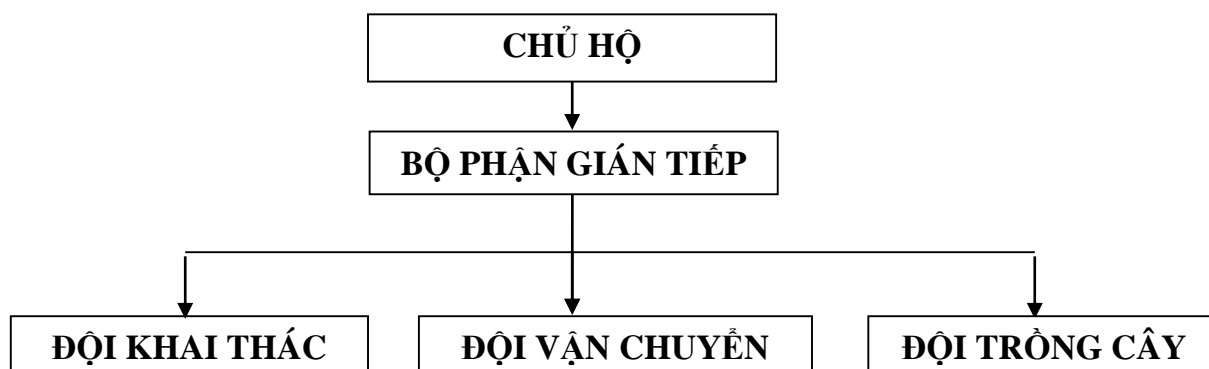 CHỦ HỘ
BỘ PHẬN GIÁN TIẾP
ĐỘI KHAI THÁC
ĐỘI VẬN CHUYỂN
ĐỘI TRỒNG CÂY